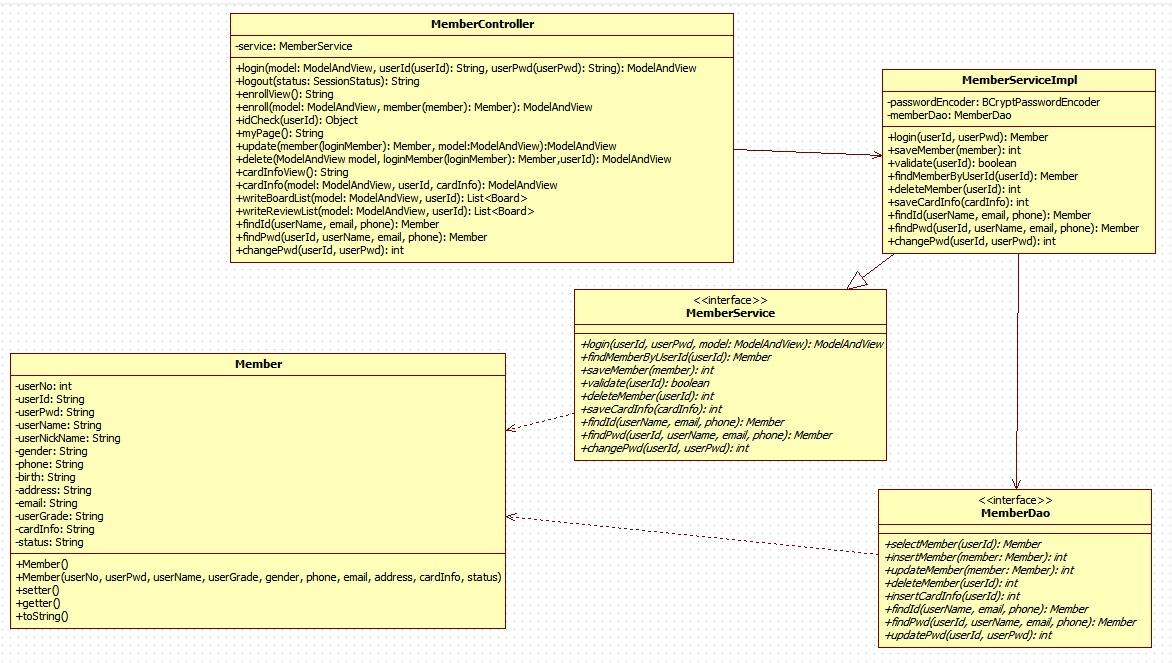 MemberController
-service: MemberService
+login(model: ModelAndView, userId(userId): String, userPwd(userPwd): String): ModelAndView
+logout(status: SessionStatus): String
+enrollView(): String
+enroll(model: ModelAndView, member(member): Member): ModelAndView
+idCheck(userId): Object
+myPage(): String
+update(member(loginMember): Member, model:ModelAndView):ModelAndView
+delete(ModelAndView model, loginMember(loginMember): Member,userId): ModelAndView
+cardInfoView(): String
+cardInfo(model: ModelAndView, userId, cardInfo): ModelAndView
+writeBoardList(model: ModelAndView, userId): List<Board>
+writeReviewList(model: ModelAndView, userId): List<Board>
+findId(userName, email, phone): Member
+findPwd(userId, userName, email, phone): Member
+changePwd(userId, userPwd): int
MemberServiceImpl
-passwordEncoder: BCryptPasswordEncoder
-memberDao: MemberDao
+login(userId, userPwd): Member
+saveMember(member): int
+validate(userId): boolean
+findMemberByUserId(userId): Member
+deleteMember(userId): int
+saveCardInfo(cardInfo): int
+findId(userName, email, phone): Member
+findPwd(userId, userName, email, phone): Member
+changePwd(userId, userPwd): int
<<interface>>
MemberService
+login(userId, userPwd, model: ModelAndView): ModelAndView
+findMemberByUserId(userId): Member
+saveMember(member): int
+validate(userId): boolean
+deleteMember(userId): int
+saveCardInfo(cardInfo): int
+findId(userName, email, phone): Member
+findPwd(userId, userName, email, phone): Member
+changePwd(userId, userPwd): int
Member
-userNo: int
-userId: String
-userPwd: String
-userName: String
-userNickName: String
-gender: String
-phone: String
-birth: String
-address: String
-email: String
-userGrade: String
-cardInfo: String
-status: String
+Member()
+Member(userNo, userPwd, userName, userGrade, gender, phone, email, address, cardInfo, status)
+setter()
+getter()
+toString()
<<interface>>
MemberDao
+selectMember(userId): Member
+insertMember(member: Member): int
+updateMember(member: Member): int
+deleteMember(userId): int
+insertCardInfo(userId): int
+findId(userName, email, phone): Member
+findPwd(userId, userName, email, phone): Member
+updatePwd(userId, userPwd): int